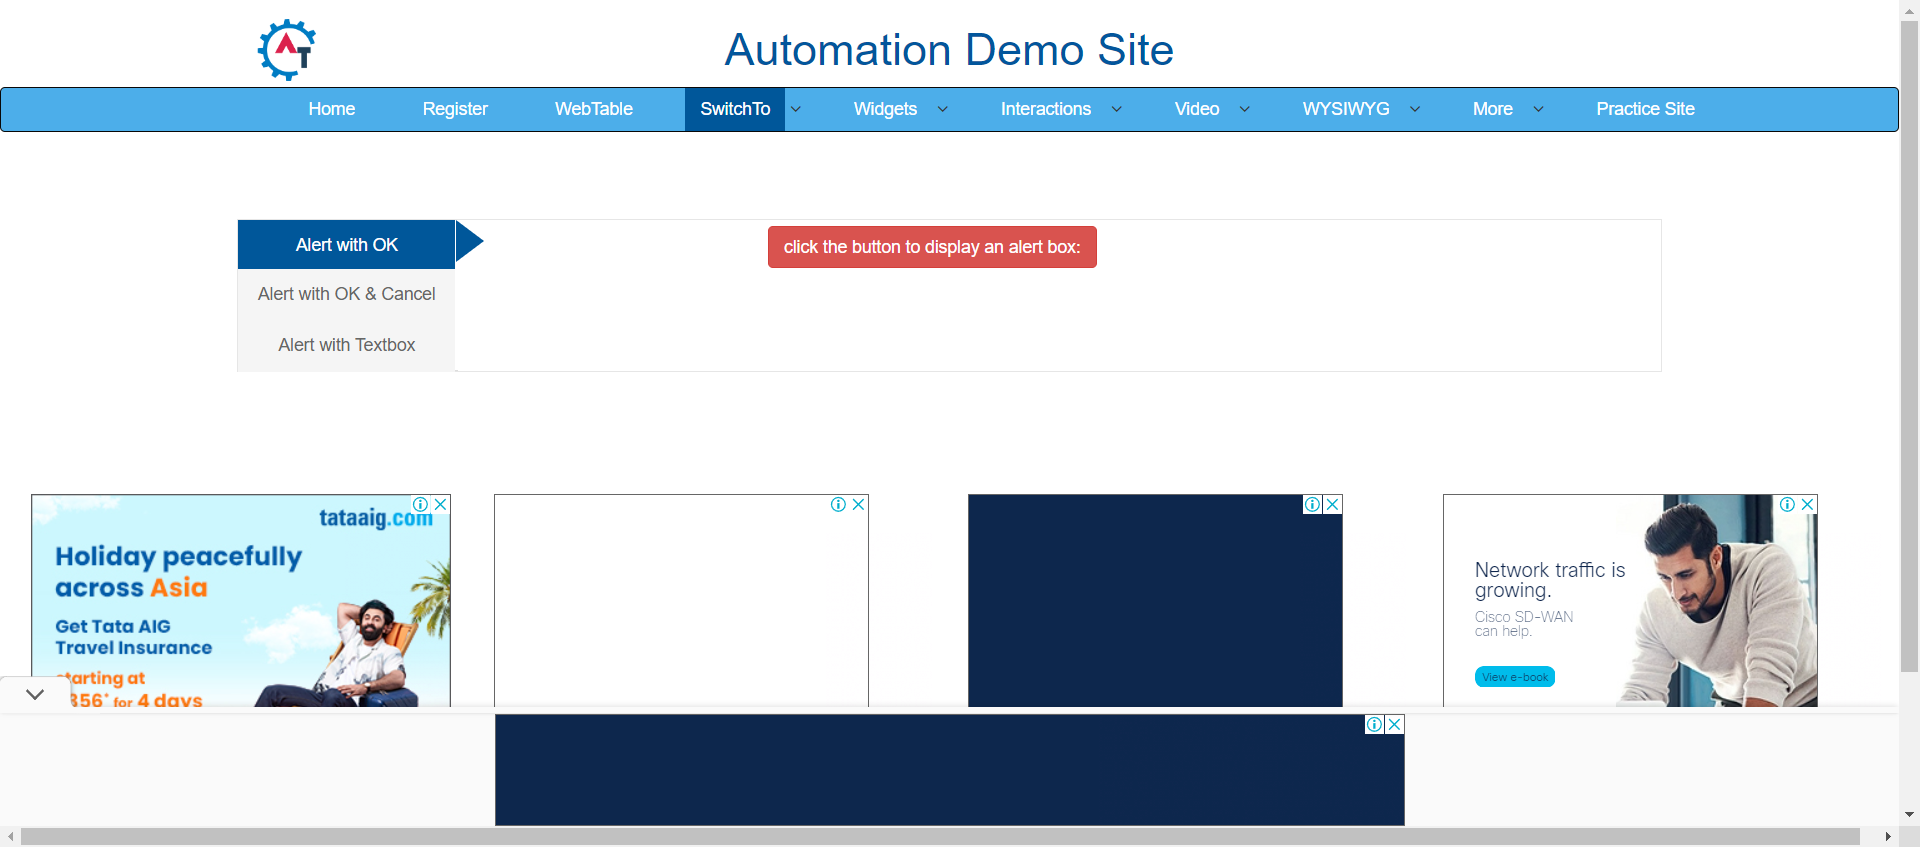 AT
Automation Demo Site
Home Register WebTable SwitchTo Widgets Interactions Video WYSIWYG More Practice Site
Alert with OK
click the button to display an alert box:
Alert with OK & Cancel
Alert with Textbox
tataaig.com
Holiday peacefully
across Asia
Get Tata AIG
Travel Insurance
starting at
356* for 4 days
Network traffic is
growing.
Cisco SD-WAN
can help.
View e-book